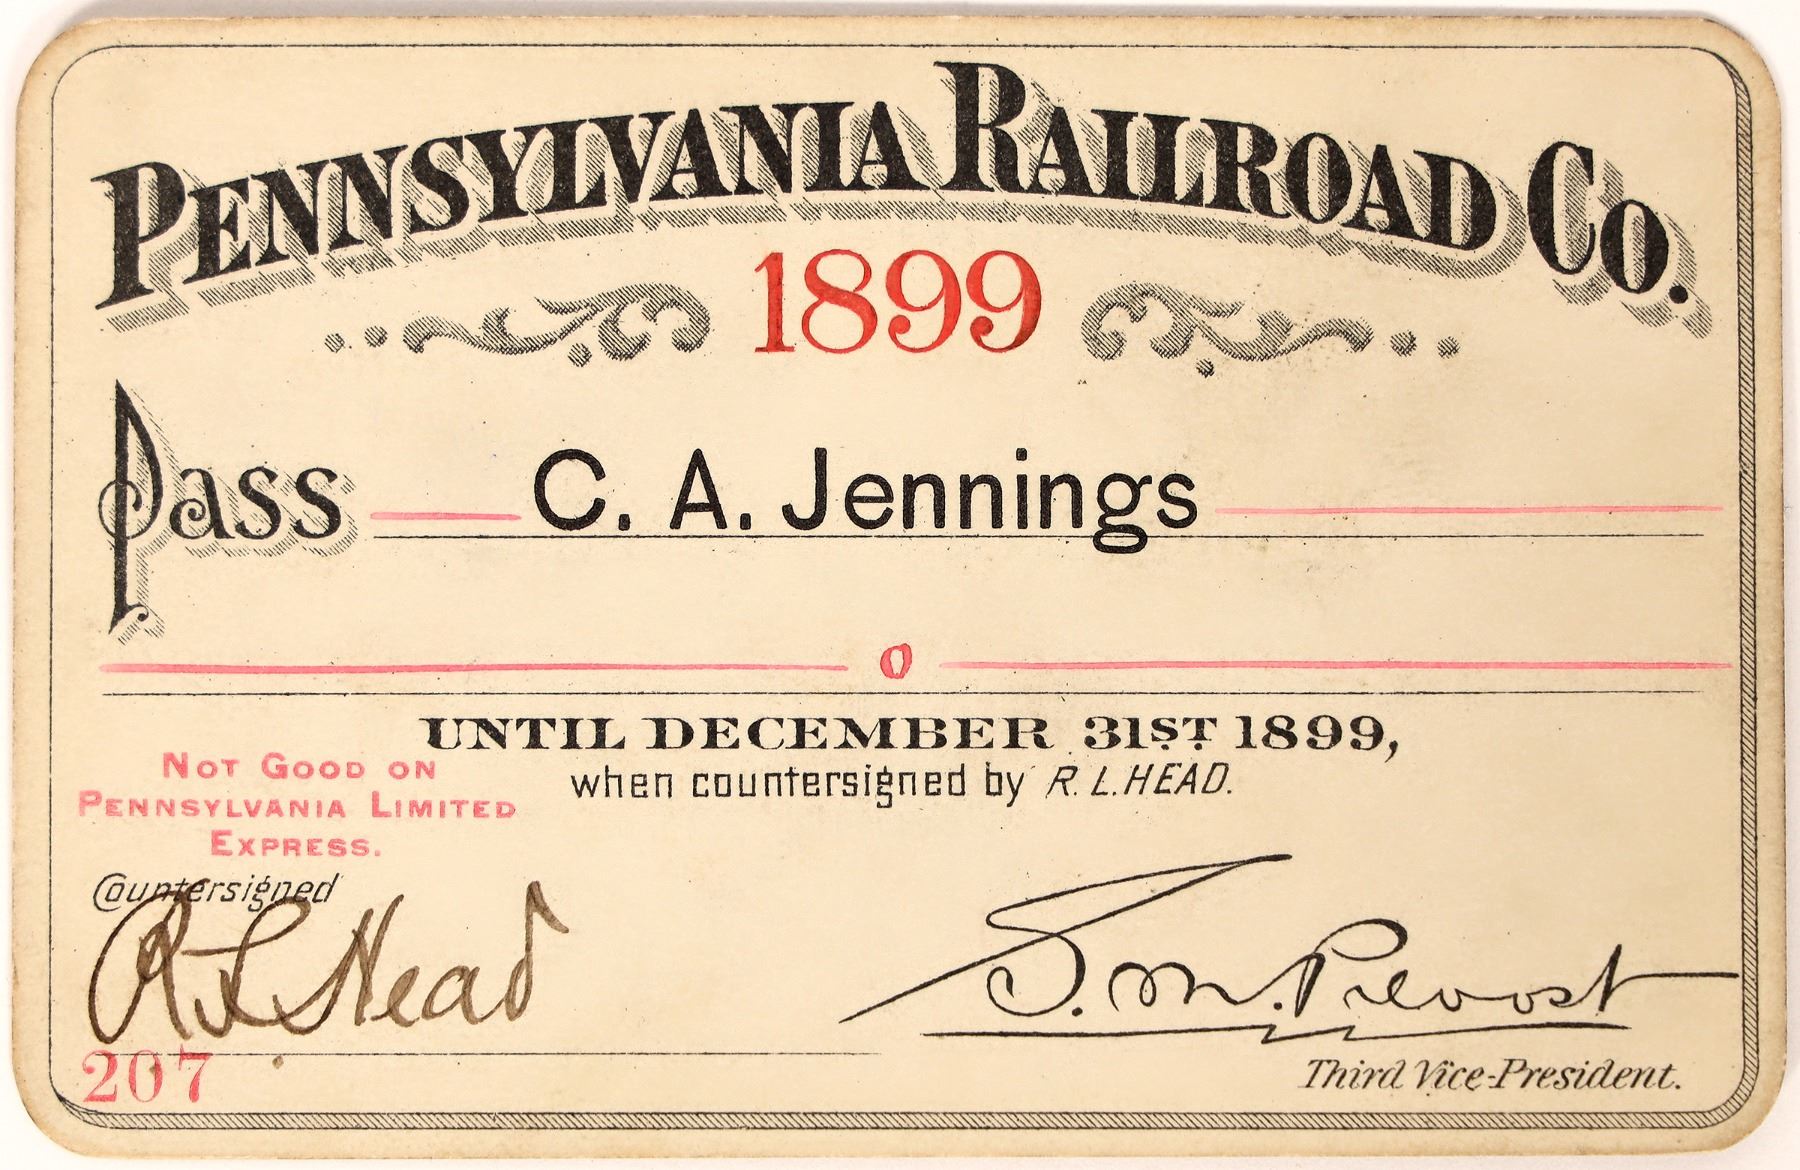 PENNSYLVANIA RAILROAD CO.
1899
Pass C. A. Jennings
o
UNTIL DECEMBER 31ST 1899,
when countersigned by R. L. HEAD.
NOT GOOD ON
PENNSYLVANIA LIMITED
EXPRESS.
Countersigned
R L Head
S. M. Prevost
207
Third Vice-President.